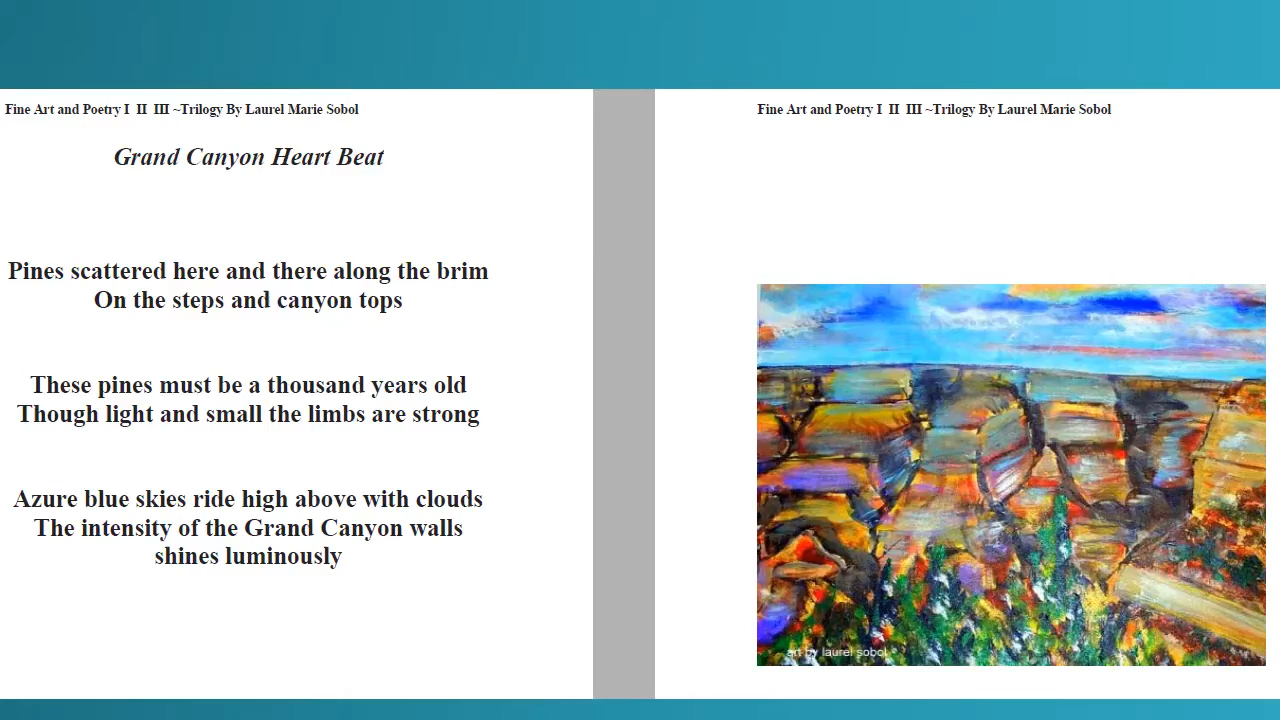 Fine Art and Poetry I II III ~Trilogy By Laurel Marie Sobol
Grand Canyon Heart Beat
Pines scattered here and there along the brim
On the steps and canyon tops
These pines must be a thousand years old
Though light and small the limbs are strong
Azure blue skies ride high above with clouds
The intensity of the Grand Canyon walls
shines luminously
Fine Art and Poetry I II III ~Trilogy By Laurel Marie Sobol
art by laurel sobol